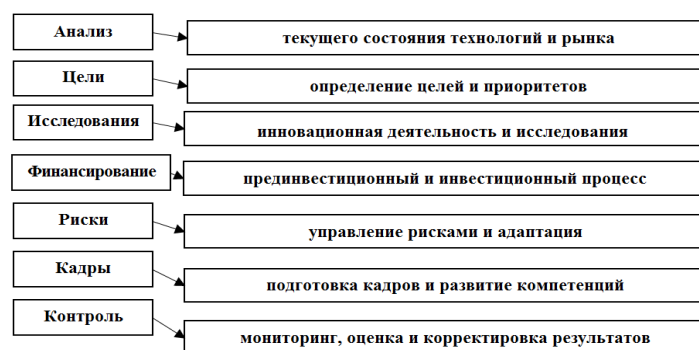 Анализ
текущего состояния технологий и рынка
Цели
определение целей и приоритетов
Исследования
инновационная деятельность и исследования
Финансирование
прединвестиционный и инвестиционный процесс
Риски
управление рисками и адаптация
Кадры
подготовка кадров и развитие компетенций
Контроль
мониторинг, оценка и корректировка результатов